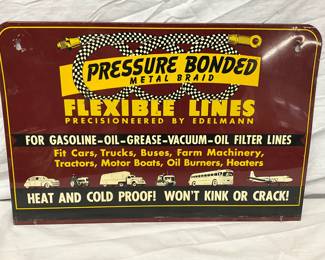 PRESSURE BONDED
METAL BRAID
FLEXIBLE LINES
PRECISIONEERED BY EDELMANN
FOR GASOLINE-OIL-GREASE-VACUUM-OIL FILTER LINES
Fit Cars, Trucks, Buses, Farm Machinery,
Tractors, Motor Boats, Oil Burners, Heaters
HEAT AND COLD PROOF! WON'T KINK OR CRACK!